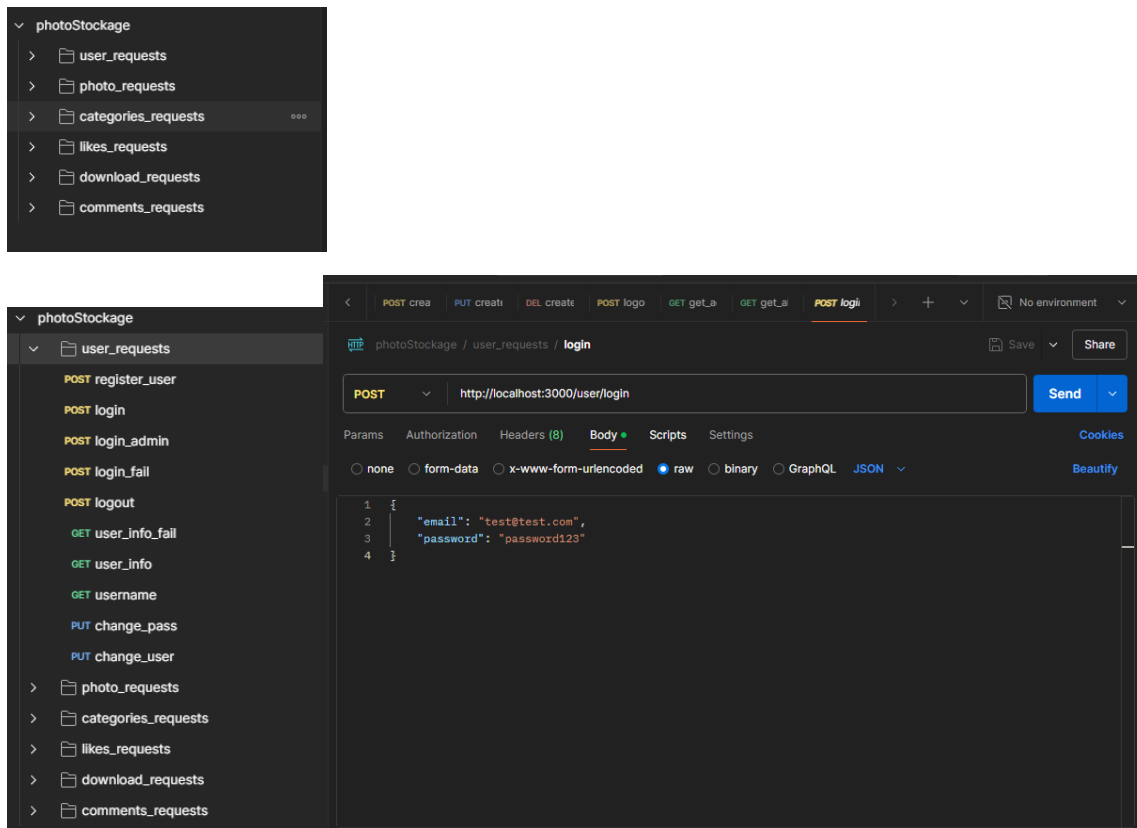 photoStockage
user_requests
photo_requests
categories_requests
likes_requests
download_requests
comments_requests
photoStockage
user_requests
POST register_user
POST login
POST login_admin
POST login_fail
POST logout
GET user_info_fail
GET user_info
GET username
PUT change_pass
PUT change_user
photo_requests
categories_requests
likes_requests
download_requests
comments_requests
POST crea PUT creat DEL create POST logo GET get_a GET get_al POST logi No environment
HTTP photoStockage / user_requests / login Save Share
POST http://localhost:3000/user/login Send
Params Authorization Headers (8) Body Scripts Settings Cookies
none form-data x-www-form-urlencoded raw binary GraphQL JSON Beautify
1 {
2 "email": "test@test.com",
3 "password": "password123"
4 }